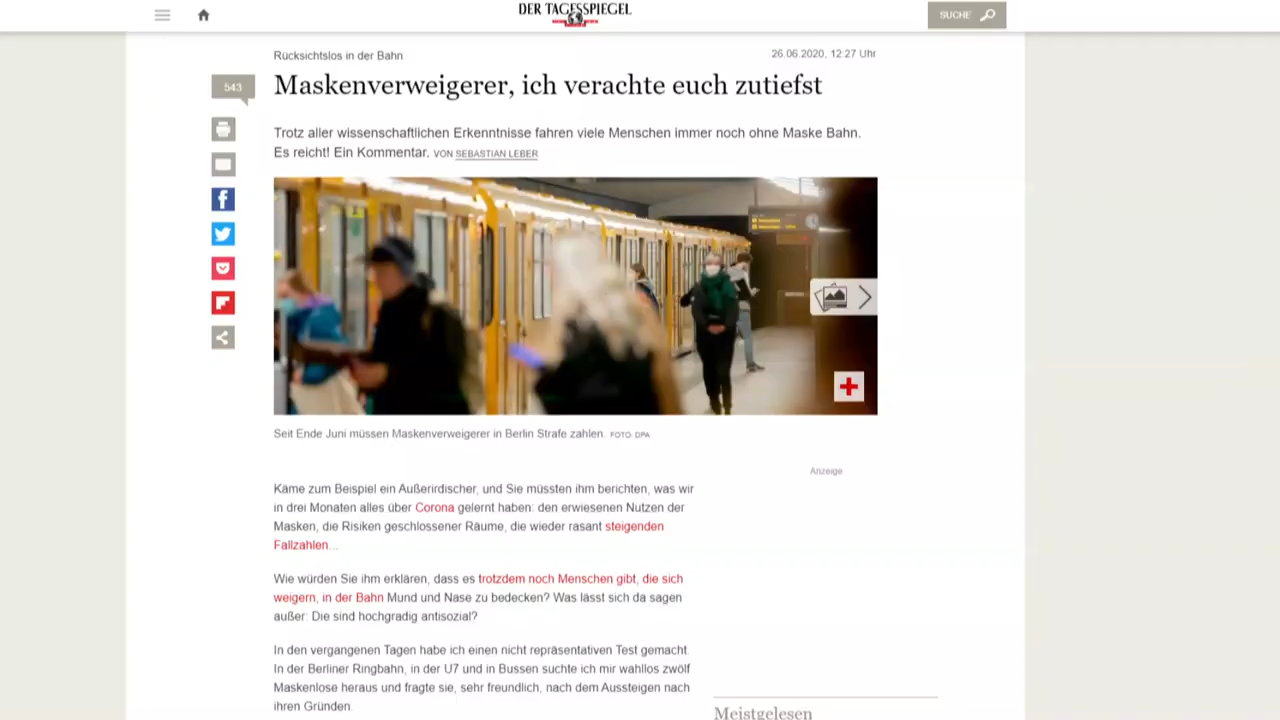 DER TAGESSPIEGEL
SUCHE
Rücksichtslos in der Bahn
26.06.2020, 12:27 Uhr
543
Maskenverweigerer, ich verachte euch zutiefst
Trotz aller wissenschaftlichen Erkenntnisse fahren viele Menschen immer noch ohne Maske Bahn.
Es reicht! Ein Kommentar. VON SEBASTIAN LEBER
Seit Ende Juni müssen Maskenverweigerer in Berlin Strafe zahlen. FOTO: DPA
Anzeige
Käme zum Beispiel ein Außerirdischer, und Sie müssten ihm berichten, was wir
in drei Monaten alles über Corona gelernt haben: den erwiesenen Nutzen der
Masken, die Risiken geschlossener Räume, die wieder rasant steigenden
Fallzahlen...
Wie würden Sie ihm erklären, dass es trotzdem noch Menschen gibt, die sich
weigern, in der Bahn Mund und Nase zu bedecken? Was lässt sich da sagen
außer: Die sind hochgradig antisozial?
In den vergangenen Tagen habe ich einen nicht repräsentativen Test gemacht.
In der Berliner Ringbahn, in der U7 und in Bussen suchte ich mir wahllos zwölf
Maskenlose heraus und fragte sie, sehr freundlich, nach dem Aussteigen nach
ihren Gründen
Meistgelesen